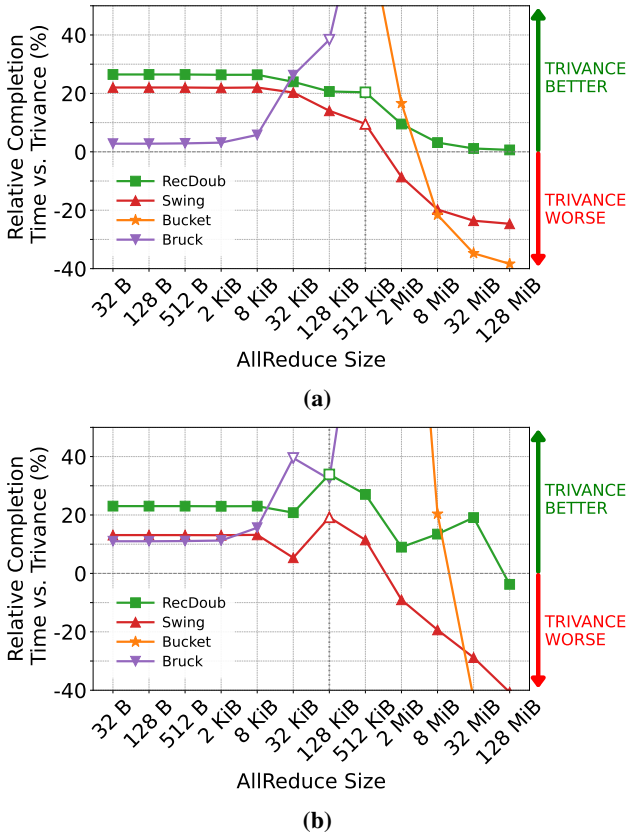 40
20
0
-20
-40
Relative Completion
Time vs. Trivance (%)
RecDoub
Swing
Bucket
Bruck
TRIVANCE
BETTER
TRIVANCE
WORSE
32 B
128 B
512 B
2 KiB
8 KiB
32 KiB
128 KiB
512 KiB
2 MiB
8 MiB
32 MiB
128 MiB
AllReduce Size
(a)
40
20
0
-20
-40
Relative Completion
Time vs. Trivance (%)
RecDoub
Swing
Bucket
Bruck
TRIVANCE
BETTER
TRIVANCE
WORSE
32 B
128 B
512 B
2 KiB
8 KiB
32 KiB
128 KiB
512 KiB
2 MiB
8 MiB
32 MiB
128 MiB
AllReduce Size
(b)